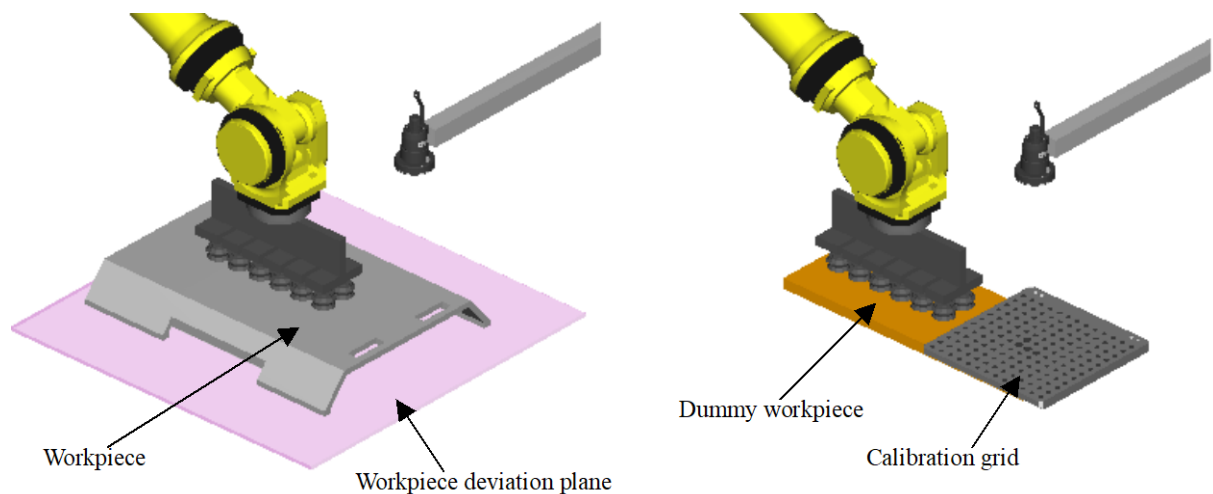 Workpiece
Workpiece deviation plane
Dummy workpiece
Calibration grid